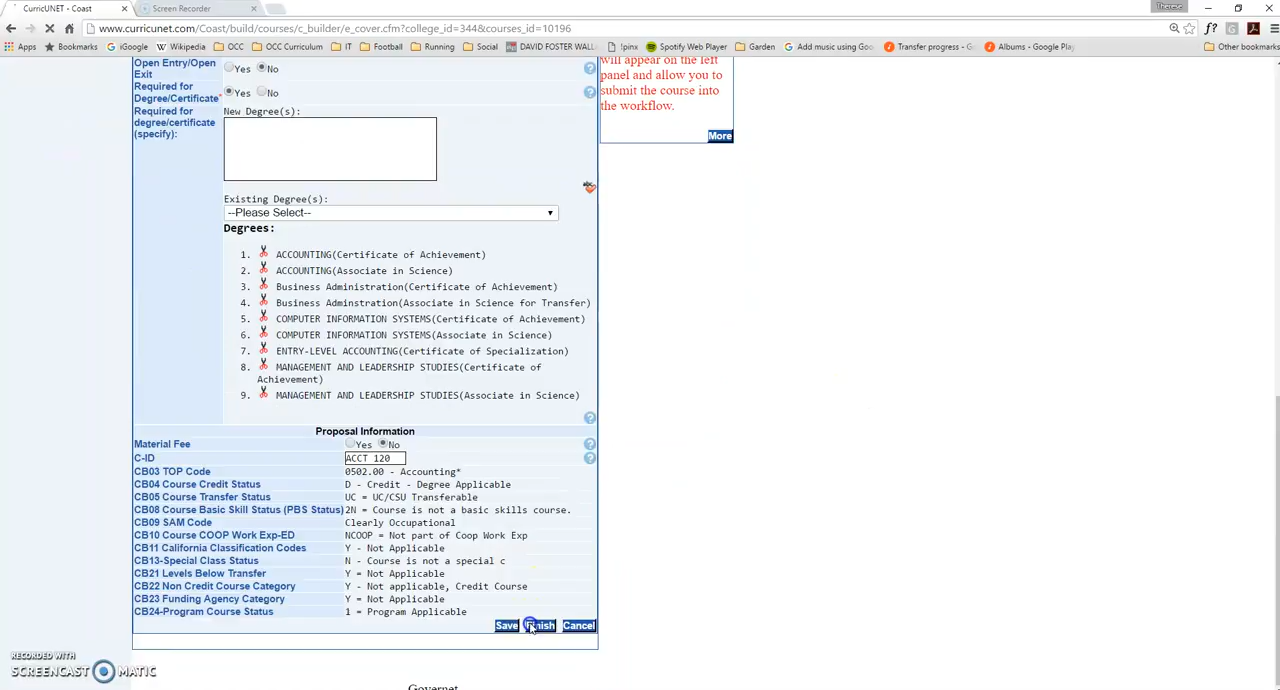 CurricUNET - Coast
Screen Recorder
Therese
www.curricunet.com/Coast/build/courses/c_builder/e_cover.cfm?college_id=344&courses_id=10196
Apps Bookmarks iGoogle Wikipedia OCC OCC Curriculum IT Football Running Social DAVID FOSTER WALL !pinx Spotify Web Player Garden Add music using Goo Transfer progress - G Albums - Google Play Other bookmarks
will appear on the left
panel and allow you to
submit the course into
the workflow.
More
Open Entry/Open
Exit
Yes No
Required for
Degree/Certificate*
Yes No
Required for
degree/certificate
(specify):
New Degree(s):
Existing Degree(s):
--Please Select--
Degrees:
1. ACCOUNTING(Certificate of Achievement)
2. ACCOUNTING(Associate in Science)
3. Business Administration(Certificate of Achievement)
4. Business Adminstration(Associate in Science for Transfer)
5. COMPUTER INFORMATION SYSTEMS(Certificate of Achievement)
6. COMPUTER INFORMATION SYSTEMS(Associate in Science)
7. ENTRY-LEVEL ACCOUNTING(Certificate of Specialization)
8. MANAGEMENT AND LEADERSHIP STUDIES(Certificate of
Achievement)
9. MANAGEMENT AND LEADERSHIP STUDIES(Associate in Science)
Proposal Information
Material Fee Yes No
C-ID ACCT 120
CB03 TOP Code 0502.00 - Accounting*
CB04 Course Credit Status D - Credit - Degree Applicable
CB05 Course Transfer Status UC = UC/CSU Transferable
CB08 Course Basic Skill Status (PBS Status) 2N = Course is not a basic skills course.
CB09 SAM Code Clearly Occupational
CB10 Course COOP Work Exp-ED NCOOP = Not part of Coop Work Exp
CB11 California Classification Codes Y - Not Applicable
CB13-Special Class Status N - Course is not a special c
CB21 Levels Below Transfer Y = Not Applicable
CB22 Non Credit Course Category Y - Not applicable, Credit Course
CB23 Funding Agency Category Y = Not Applicable
CB24-Program Course Status 1 = Program Applicable
Save Finish Cancel
RECORDED WITH
SCREENCAST MATIC
Governet